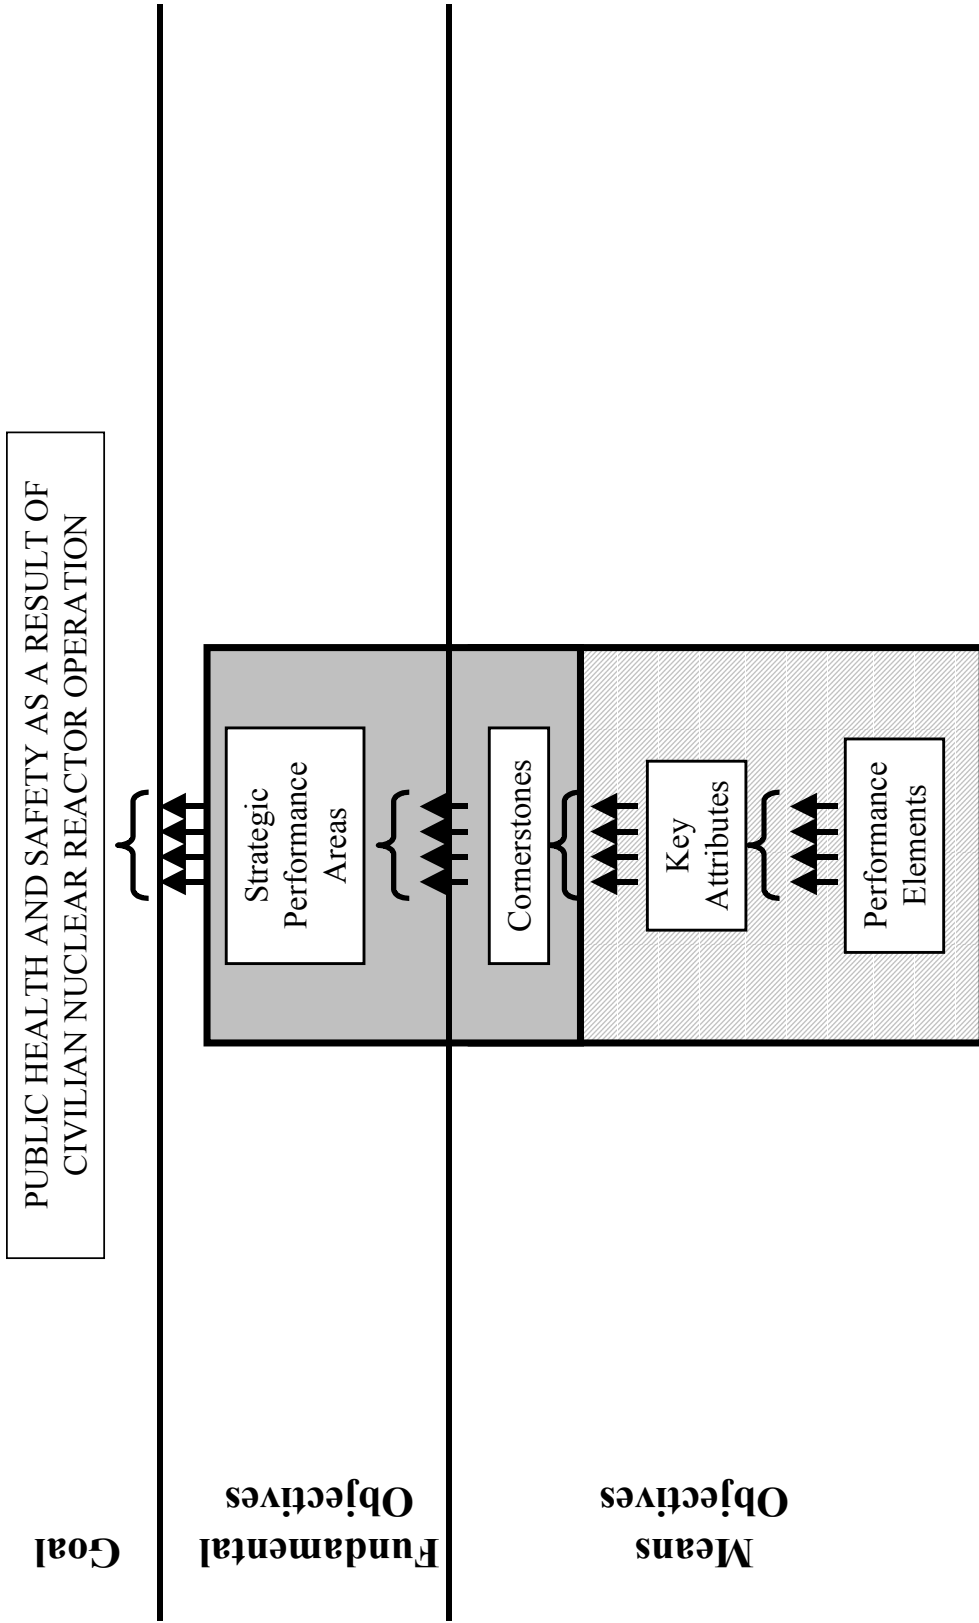 PUBLIC HEALTH AND SAFETY AS A RESULT OF
CIVILIAN NUCLEAR REACTOR OPERATION
Goal
Strategic
Performance
Areas
Fundamental
Objectives
Cornerstones
Key
Attributes
Performance
Elements
Means
Objectives